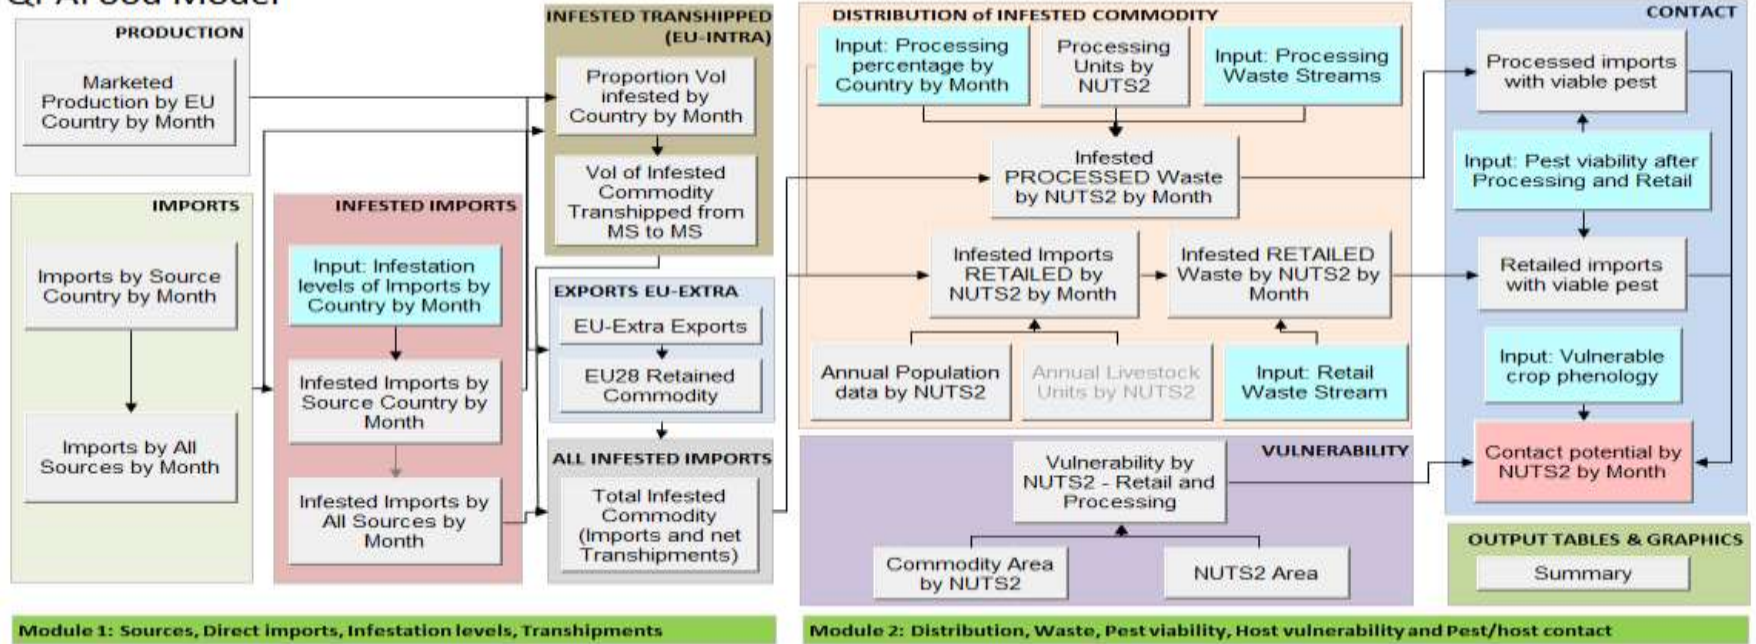 PRODUCTION
Marketed
Production by EU
Country by Month
IMPORTS
Imports by Source
Country by Month
Imports by All
Sources by Month
INFESTED IMPORTS
Input: Infestation
levels of Imports by
Country by Month
Infested Imports by
Source Country by
Month
Infested Imports by
All Sources by
Month
INFESTED TRANSHIPPED
(EU-INTRA)
Proportion Vol
infested by
Country by Month
Vol of Infested
Commodity
Transhipped from
MS to MS
EXPORTS EU-EXTRA
EU-Extra Exports
EU28 Retained
Commodity
ALL INFESTED IMPORTS
Total Infested
Commodity
(Imports and net
Transhipments)
Module 1: Sources, Direct imports, Infestation levels, Transhipments
DISTRIBUTION of INFESTED COMMODITY
Input: Processing
percentage by
Country by Month
Processing
Units by
NUTS2
Input: Processing
Waste Streams
Infested
PROCESSED Waste
by NUTS2 by Month
Infested Imports
RETAILED by
NUTS2 by Month
Infested RETAILED
Waste by NUTS2 by
Month
Annual Population
data by NUTS2
Annual Livestock
Units by NUTS2
Input: Retail
Waste Stream
VULNERABILITY
Vulnerability by
NUTS2 - Retail and
Processing
Commodity Area
by NUTS2
NUTS2 Area
CONTACT
Processed imports
with viable pest
Input: Pest viability after
Processing and Retail
Retailed imports
with viable pest
Input: Vulnerable
crop phenology
Contact potential by
NUTS2 by Month
OUTPUT TABLES & GRAPHICS
Summary
Module 2: Distribution, Waste, Pest viability, Host vulnerability and Pest/host contact